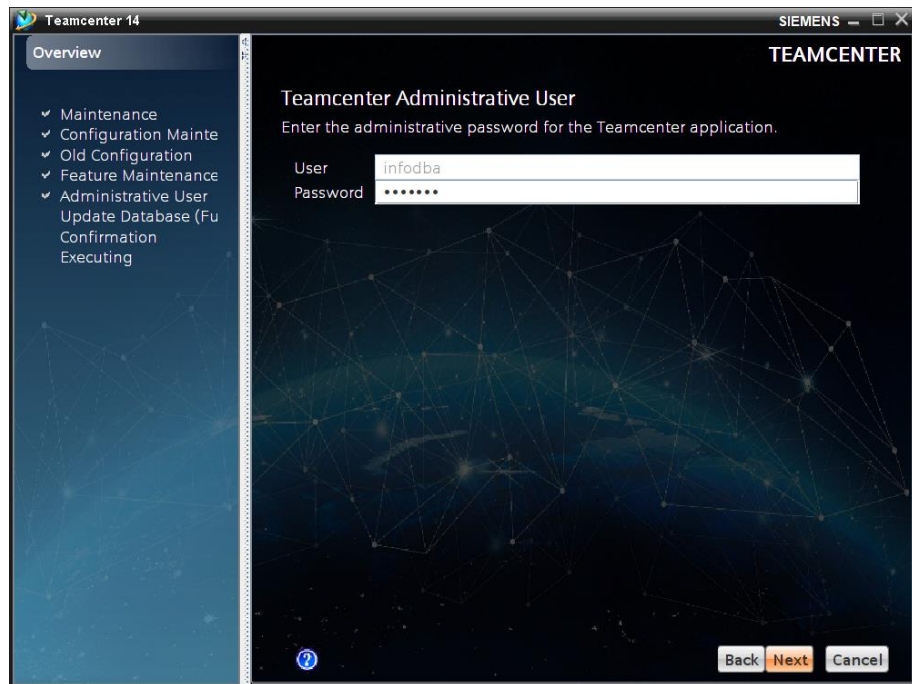 Teamcenter 14
SIEMENS
Overview
TEAMCENTER
Maintenance
Configuration Mainte
Old Configuration
Feature Maintenance
Administrative User
Update Database (Fu
Confirmation
Executing
Teamcenter Administrative User
Enter the administrative password for the Teamcenter application.
User infodba
Password •••••••
?
Back Next Cancel